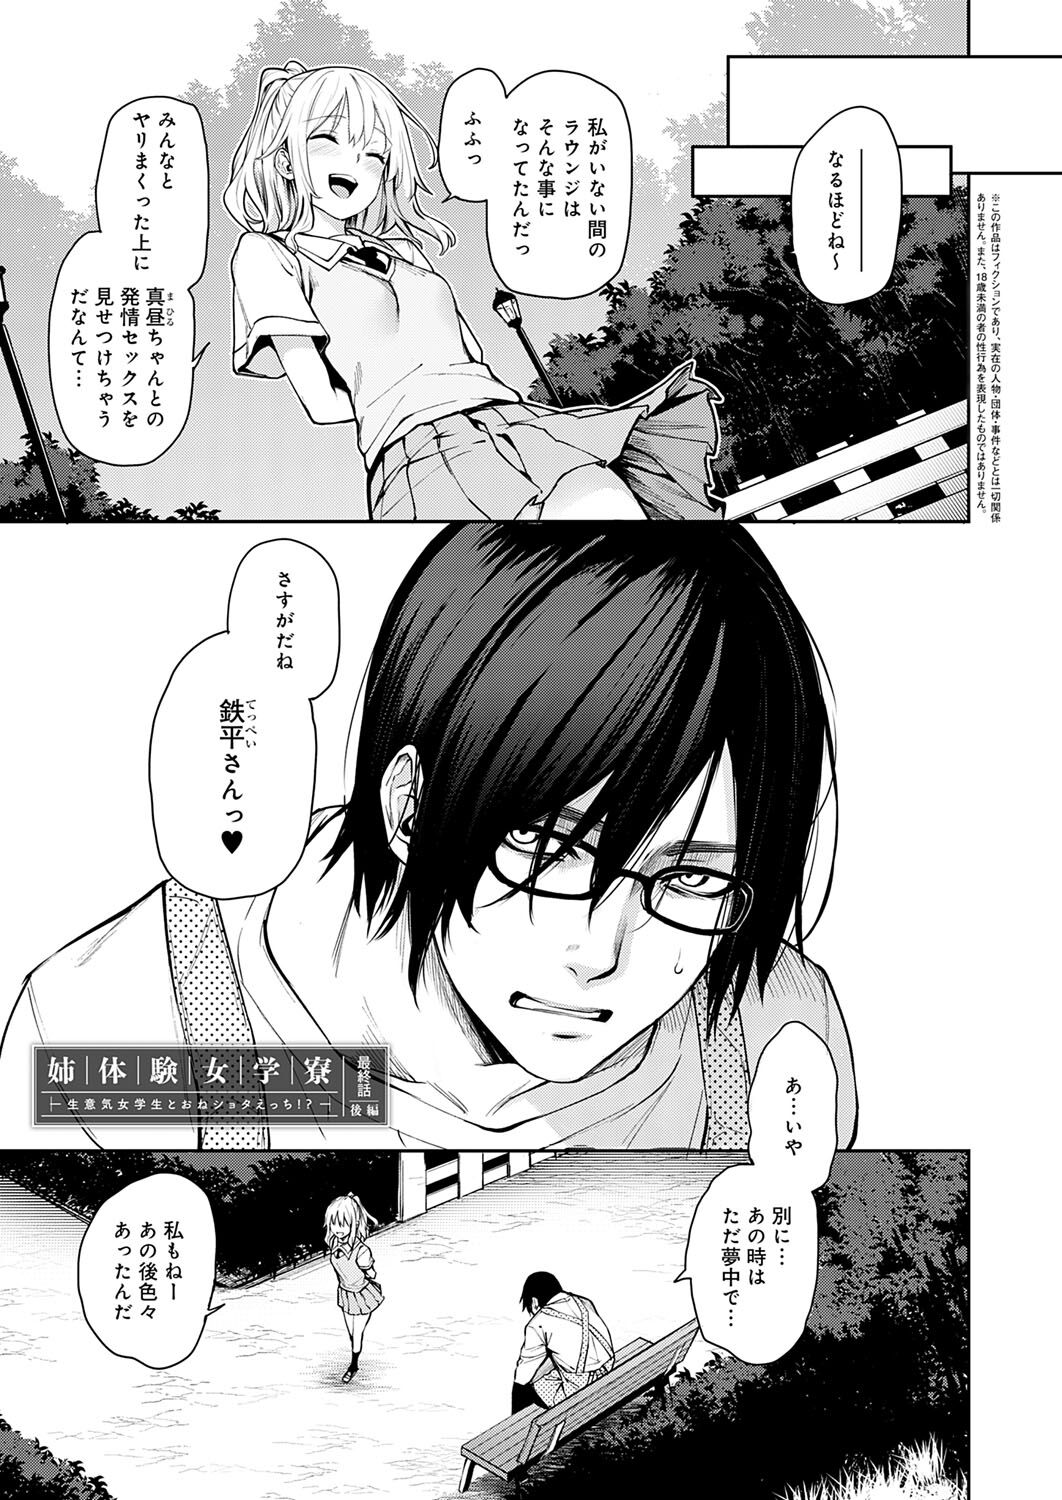 なるほどね～
私がいない間の
ラウンジは
そんな事に
なってたんだっ
ふふっ
みんなと
ヤりまくった上に
真昼ちゃんとの
まひる
発情セックスを
見せつけちゃう
だなんて…
※この作品はフィクションであり、実在の人物・団体・事件などとは一切関係
ありません。また、18歳未満の者の性行為を表現したものではありません。
さすがだね
鉄平さんっ♥
てっぺい
姉体験女学寮
最終話
後編
生意気女学生とおねショタえっち!?
あ…いや
別に…
あの時は
ただ夢中で…
私もねー
あの後色々
あったんだ